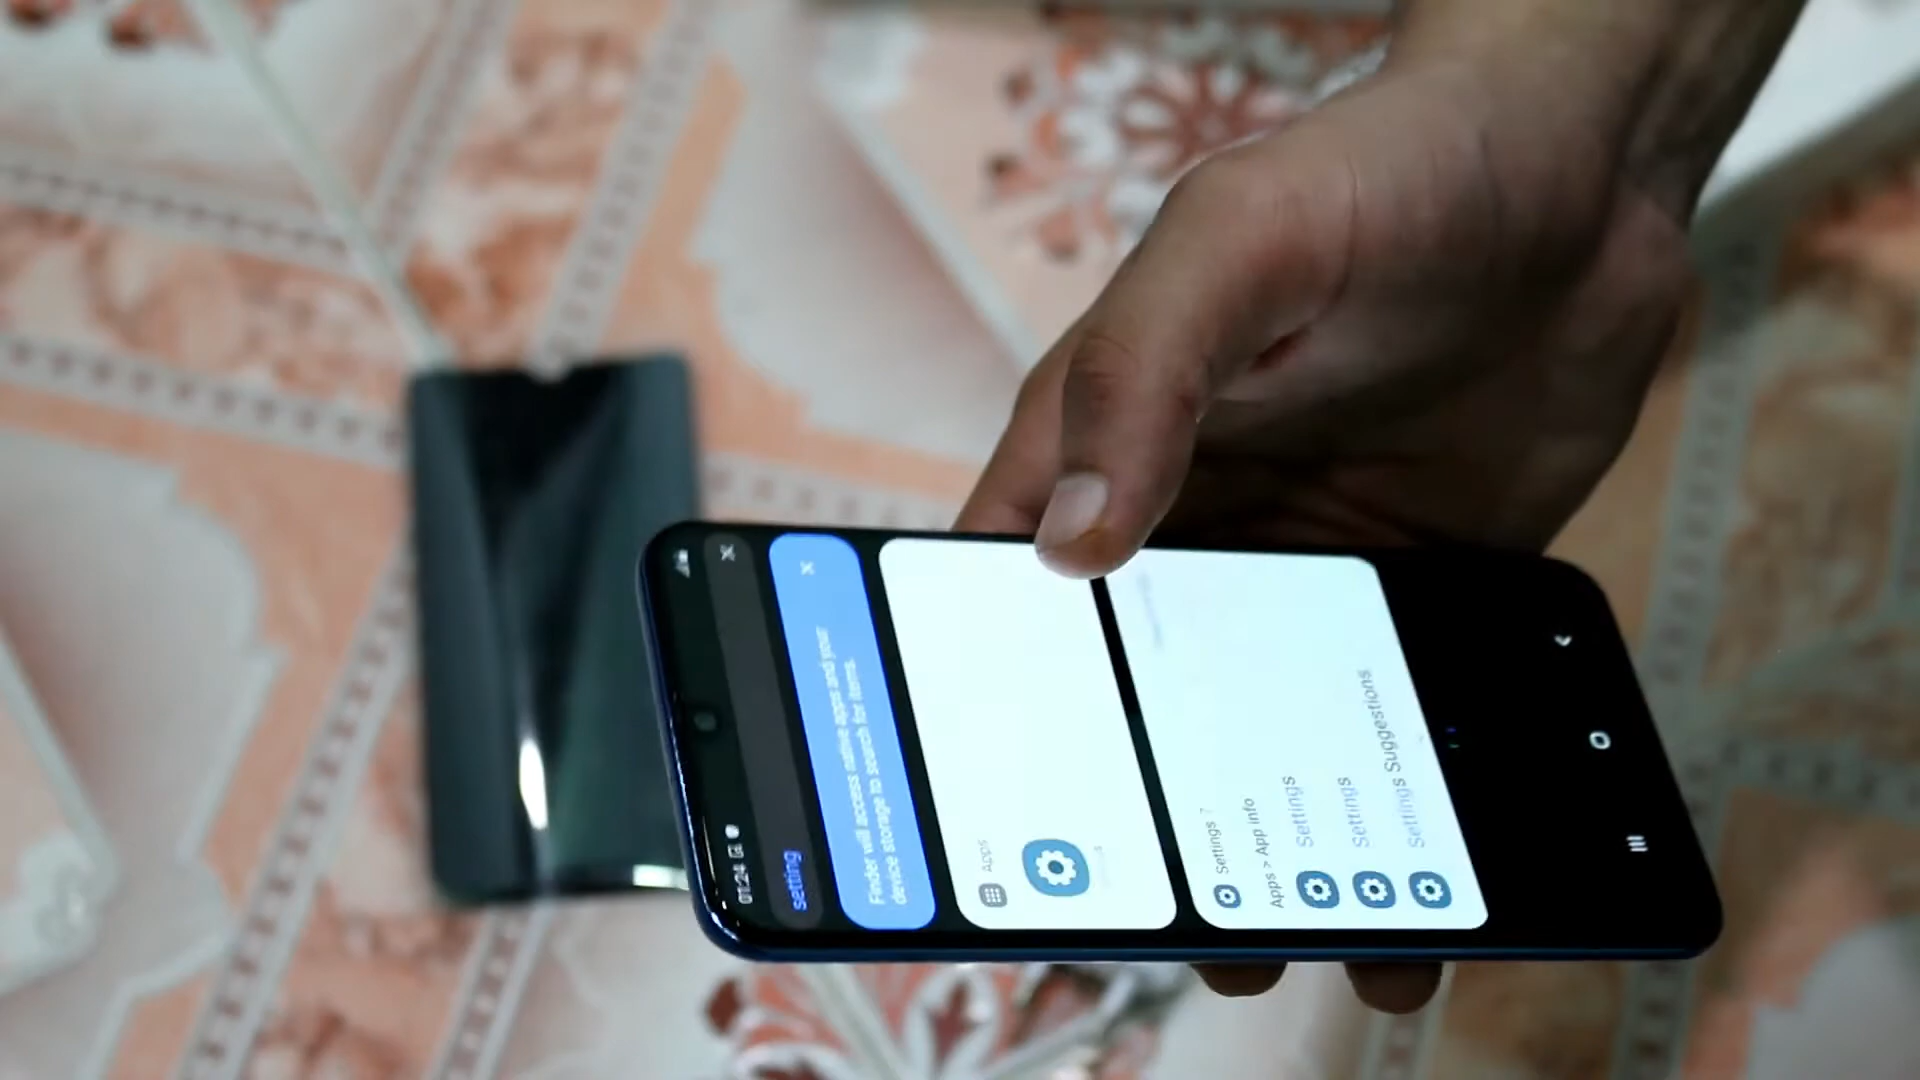 01:24
setting
Finder will access native apps and your
device storage to search for items.
Apps
Settings 7
Apps > App info
Settings
Settings
Settings Suggestions